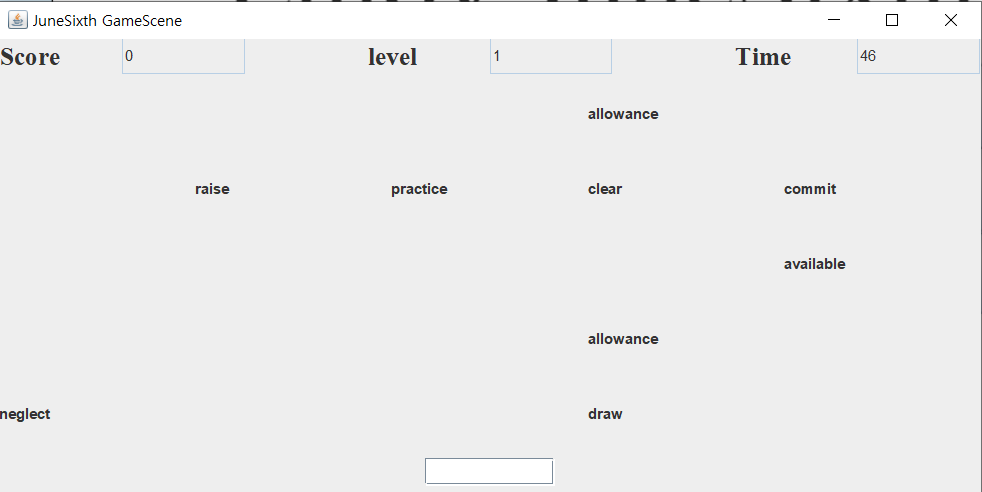 JuneSixth GameScene
Score 0 level 1 Time 46
allowance
raise practice clear commit
available
allowance
neglect draw